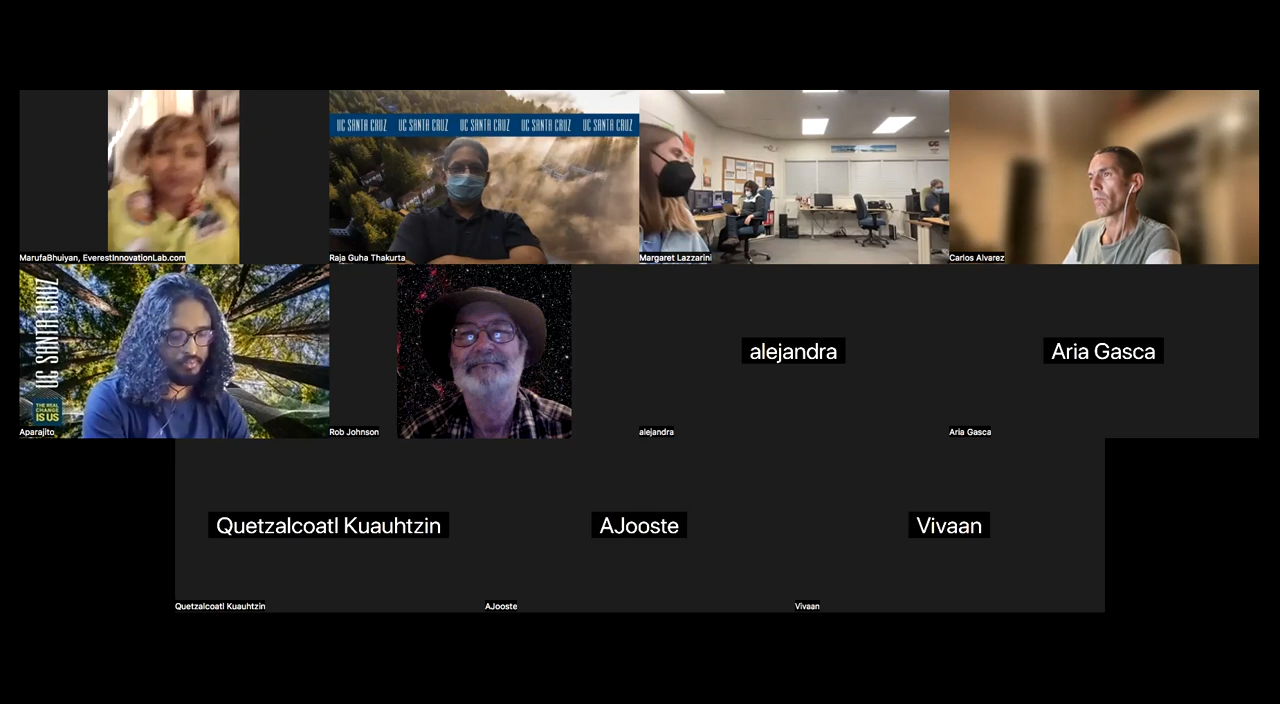 UC SANTA CRUZ UC SANTA CRUZ UC SANTA CRUZ UC SANTA CRUZ UC SANTA CRUZ
MarufaBhuiyan, EverestInnovationLab.com
Raja Guha Thakurta
Margaret Lazzarini
Carlos Alvarez
UC SANTA CRUZ
THE REAL
CHANGE
IS US
alejandra
Aria Gasca
Aparajito
Rob Johnson
alejandra
Aria Gasca
Quetzalcoatl Kuauhtzin
AJooste
Vivaan
Quetzalcoatl Kuauhtzin
AJooste
Vivaan